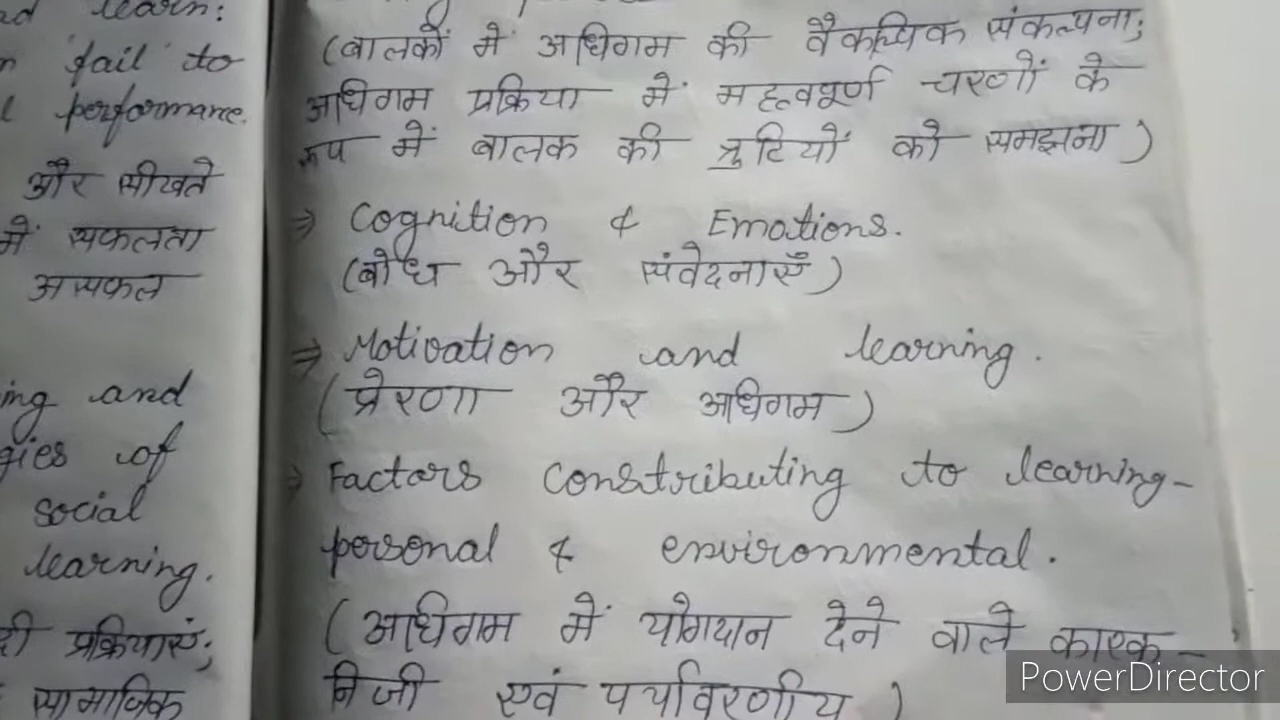 nd learn:
fail to
performance.
और सीखते
में सफलता
असफल
ing and
gies of
social
learning.
दी प्रक्रियाएं;
सामाजिक
(बालकों में अधिगम की वैकल्पिक संकल्पना;
अधिगम प्रक्रिया में महत्वपूर्ण चरणों के
रूप में बालक की त्रुटियों को समझना)
⇒ Cognition & Emotions.
(बोध और संवेदनाएँ)
⇒ Motivation and learning.
(प्रेरणा और अधिगम)
⇒ Factors Constributing to learning-
personal & environmental.
(अधिगम में योगदान देने वाले कारक-
निजी एवं पर्यावरणीय)
PowerDirector